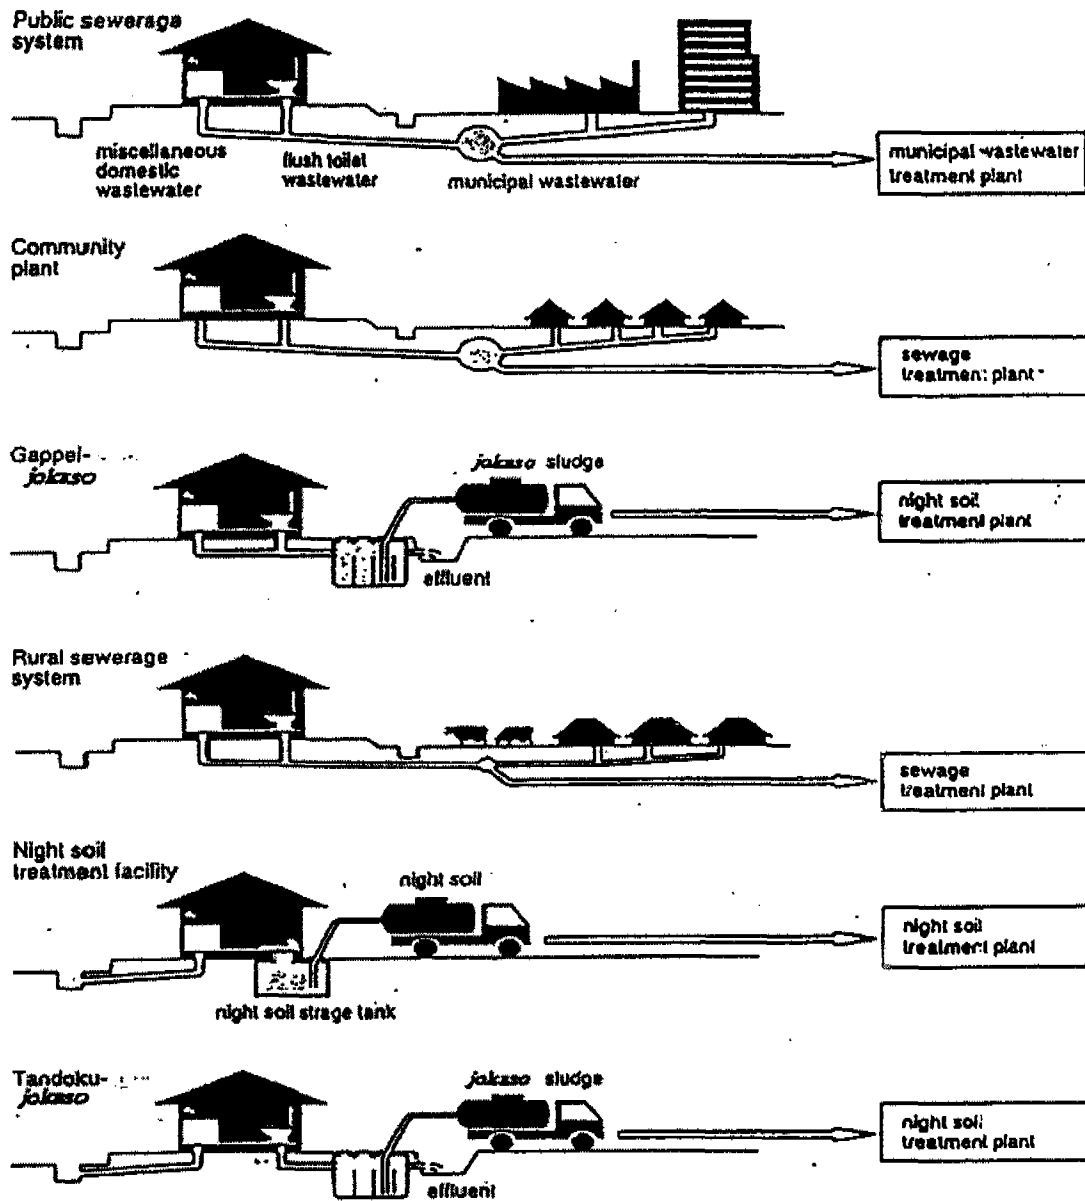 Public sewerage
system
miscellaneous
domestic
wastewater
flush toilet
wastewater
municipal wastewater
municipal wastewater
treatment plant
Community
plant
sewage
treatment plant
Gappei-
jokaso
jokaso sludge
effluent
night soil
treatment plant
Rural sewerage
system
sewage
treatment plant
Night soil
treatment facility
night soil
night soil strage tank
night soil
treatment plant
Tandoku-
jokaso
jokaso sludge
effluent
night soil
treatment plant